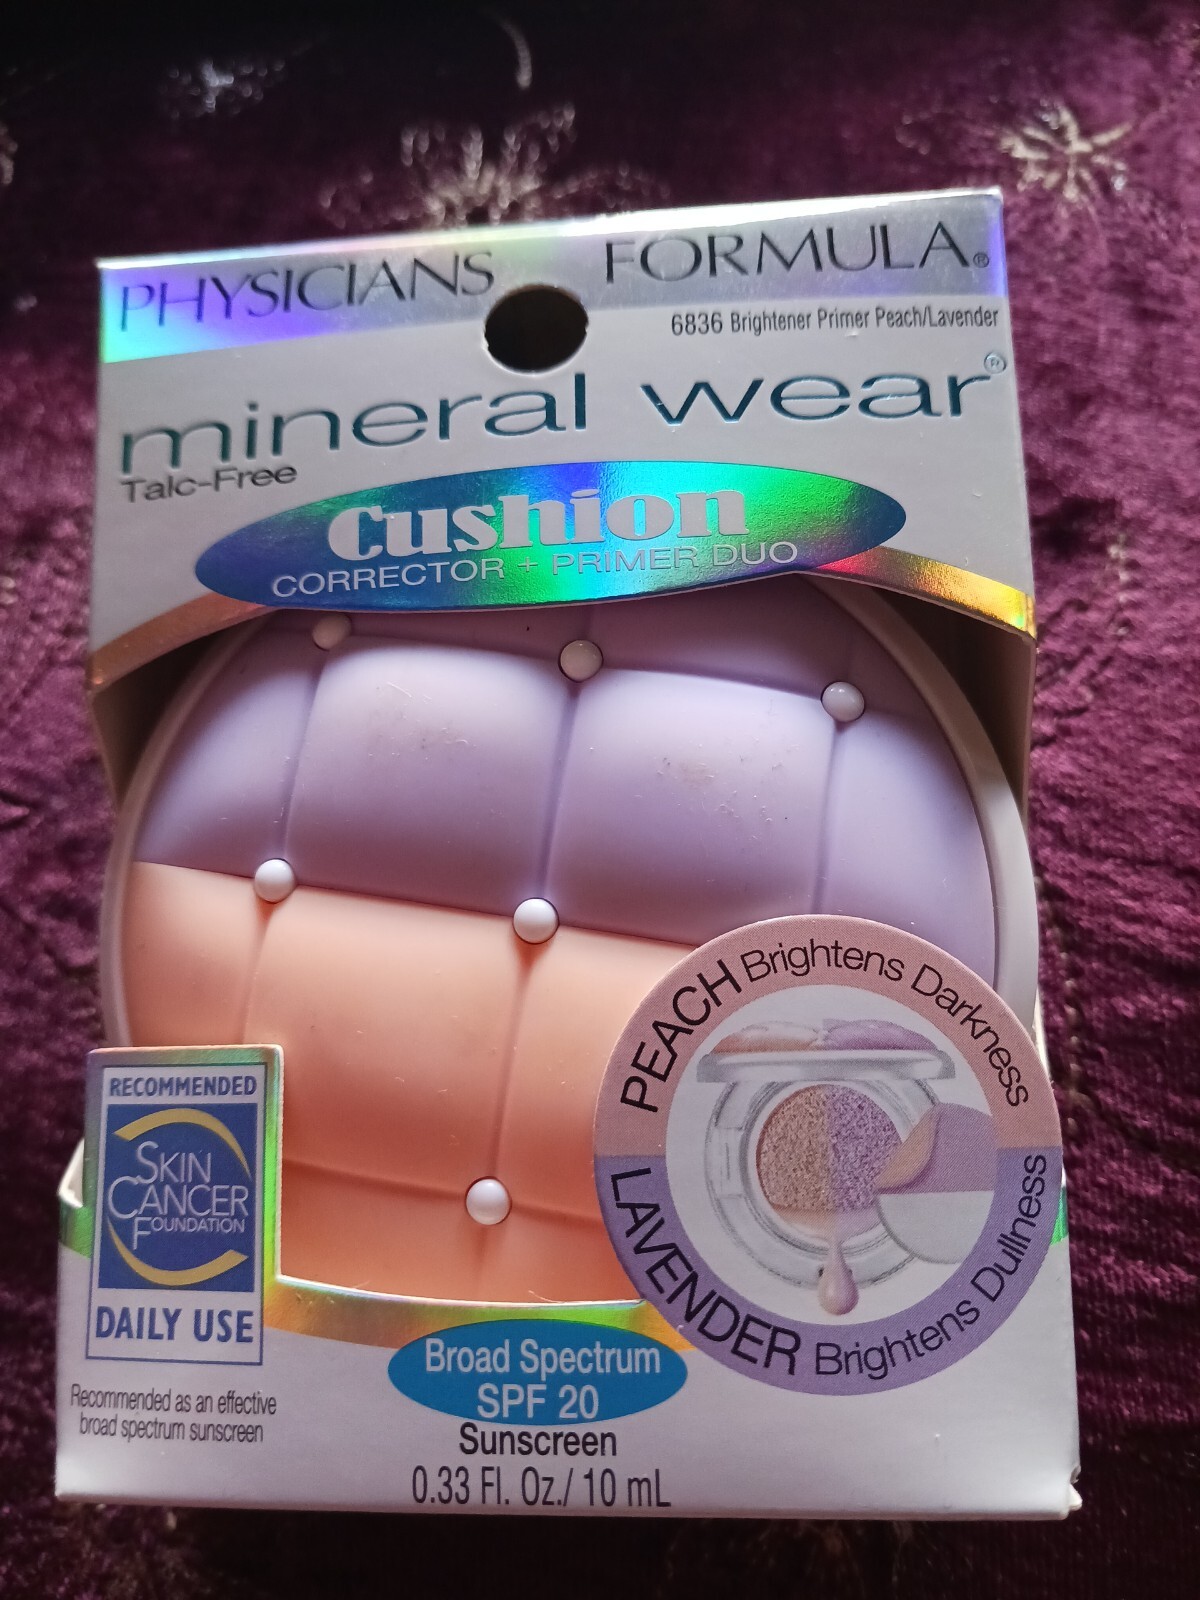 PHYSICIANS FORMULA®
6836 Brightener Primer Peach/Lavender
mineral wear®
Talc-Free
Cushion
CORRECTOR + PRIMER DUO
PEACH Brightens Darkness
LAVENDER Brightens Dullness
RECOMMENDED
SKIN
CANCER
FOUNDATION
DAILY USE
Recommended as an effective
broad spectrum sunscreen
Broad Spectrum
SPF 20
Sunscreen
0.33 Fl. Oz./ 10 mL